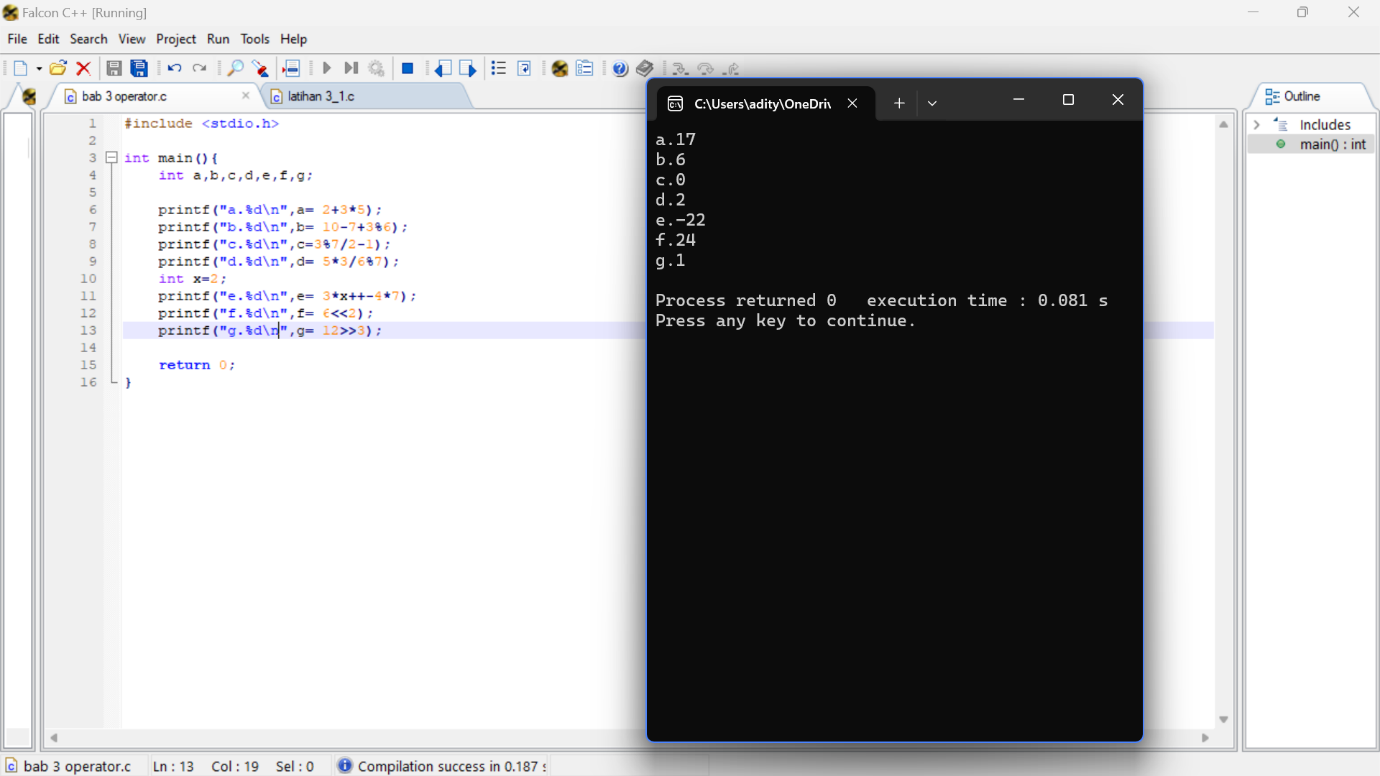 Falcon C++ [Running]
File Edit Search View Project Run Tools Help
bab 3 operator.c
latihan 3_1.c
1 #include <stdio.h>
2
3 int main(){
4 int a,b,c,d,e,f,g;
5
6 printf("a.%d\n",a= 2+3*5);
7 printf("b.%d\n",b= 10-7+3%6);
8 printf("c.%d\n",c=3%7/2-1);
9 printf("d.%d\n",d= 5*3/6%7);
10 int x=2;
11 printf("e.%d\n",e= 3*x++-4*7);
12 printf("f.%d\n",f= 6<<2);
13 printf("g.%d\n",g= 12>>3);
14
15 return 0;
16 }
C:\Users\adity\OneDriv
a.17
b.6
c.0
d.2
e.-22
f.24
g.1
Process returned 0 execution time : 0.081 s
Press any key to continue.
Outline
Includes
main() : int
bab 3 operator.c Ln : 13 Col : 19 Sel : 0 Compilation success in 0.187 s